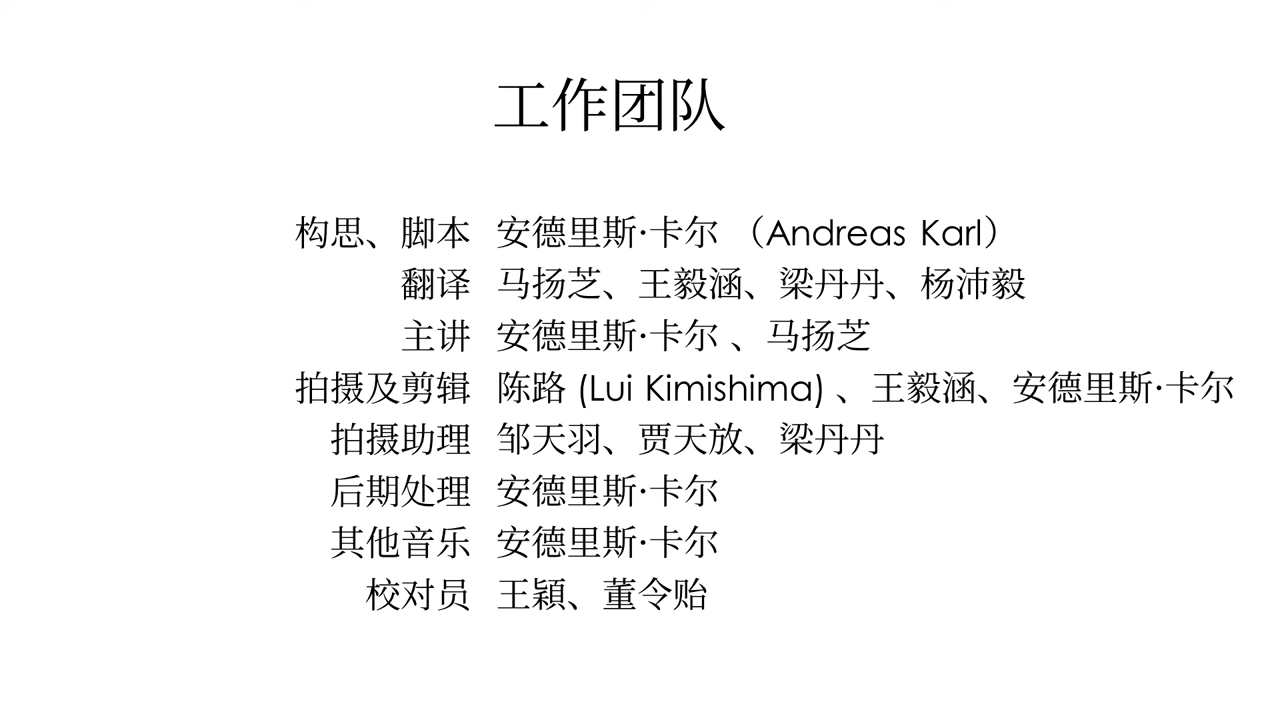 工作团队
构思、脚本 安德里斯·卡尔 （Andreas Karl）
翻译 马扬芝、王毅涵、梁丹丹、杨沛毅
主讲 安德里斯·卡尔 、马扬芝
拍摄及剪辑 陈路 (Lui Kimishima) 、王毅涵、安德里斯·卡尔
拍摄助理 邹天羽、贾天放、梁丹丹
后期处理 安德里斯·卡尔
其他音乐 安德里斯·卡尔
校对员 王穎、董令贻